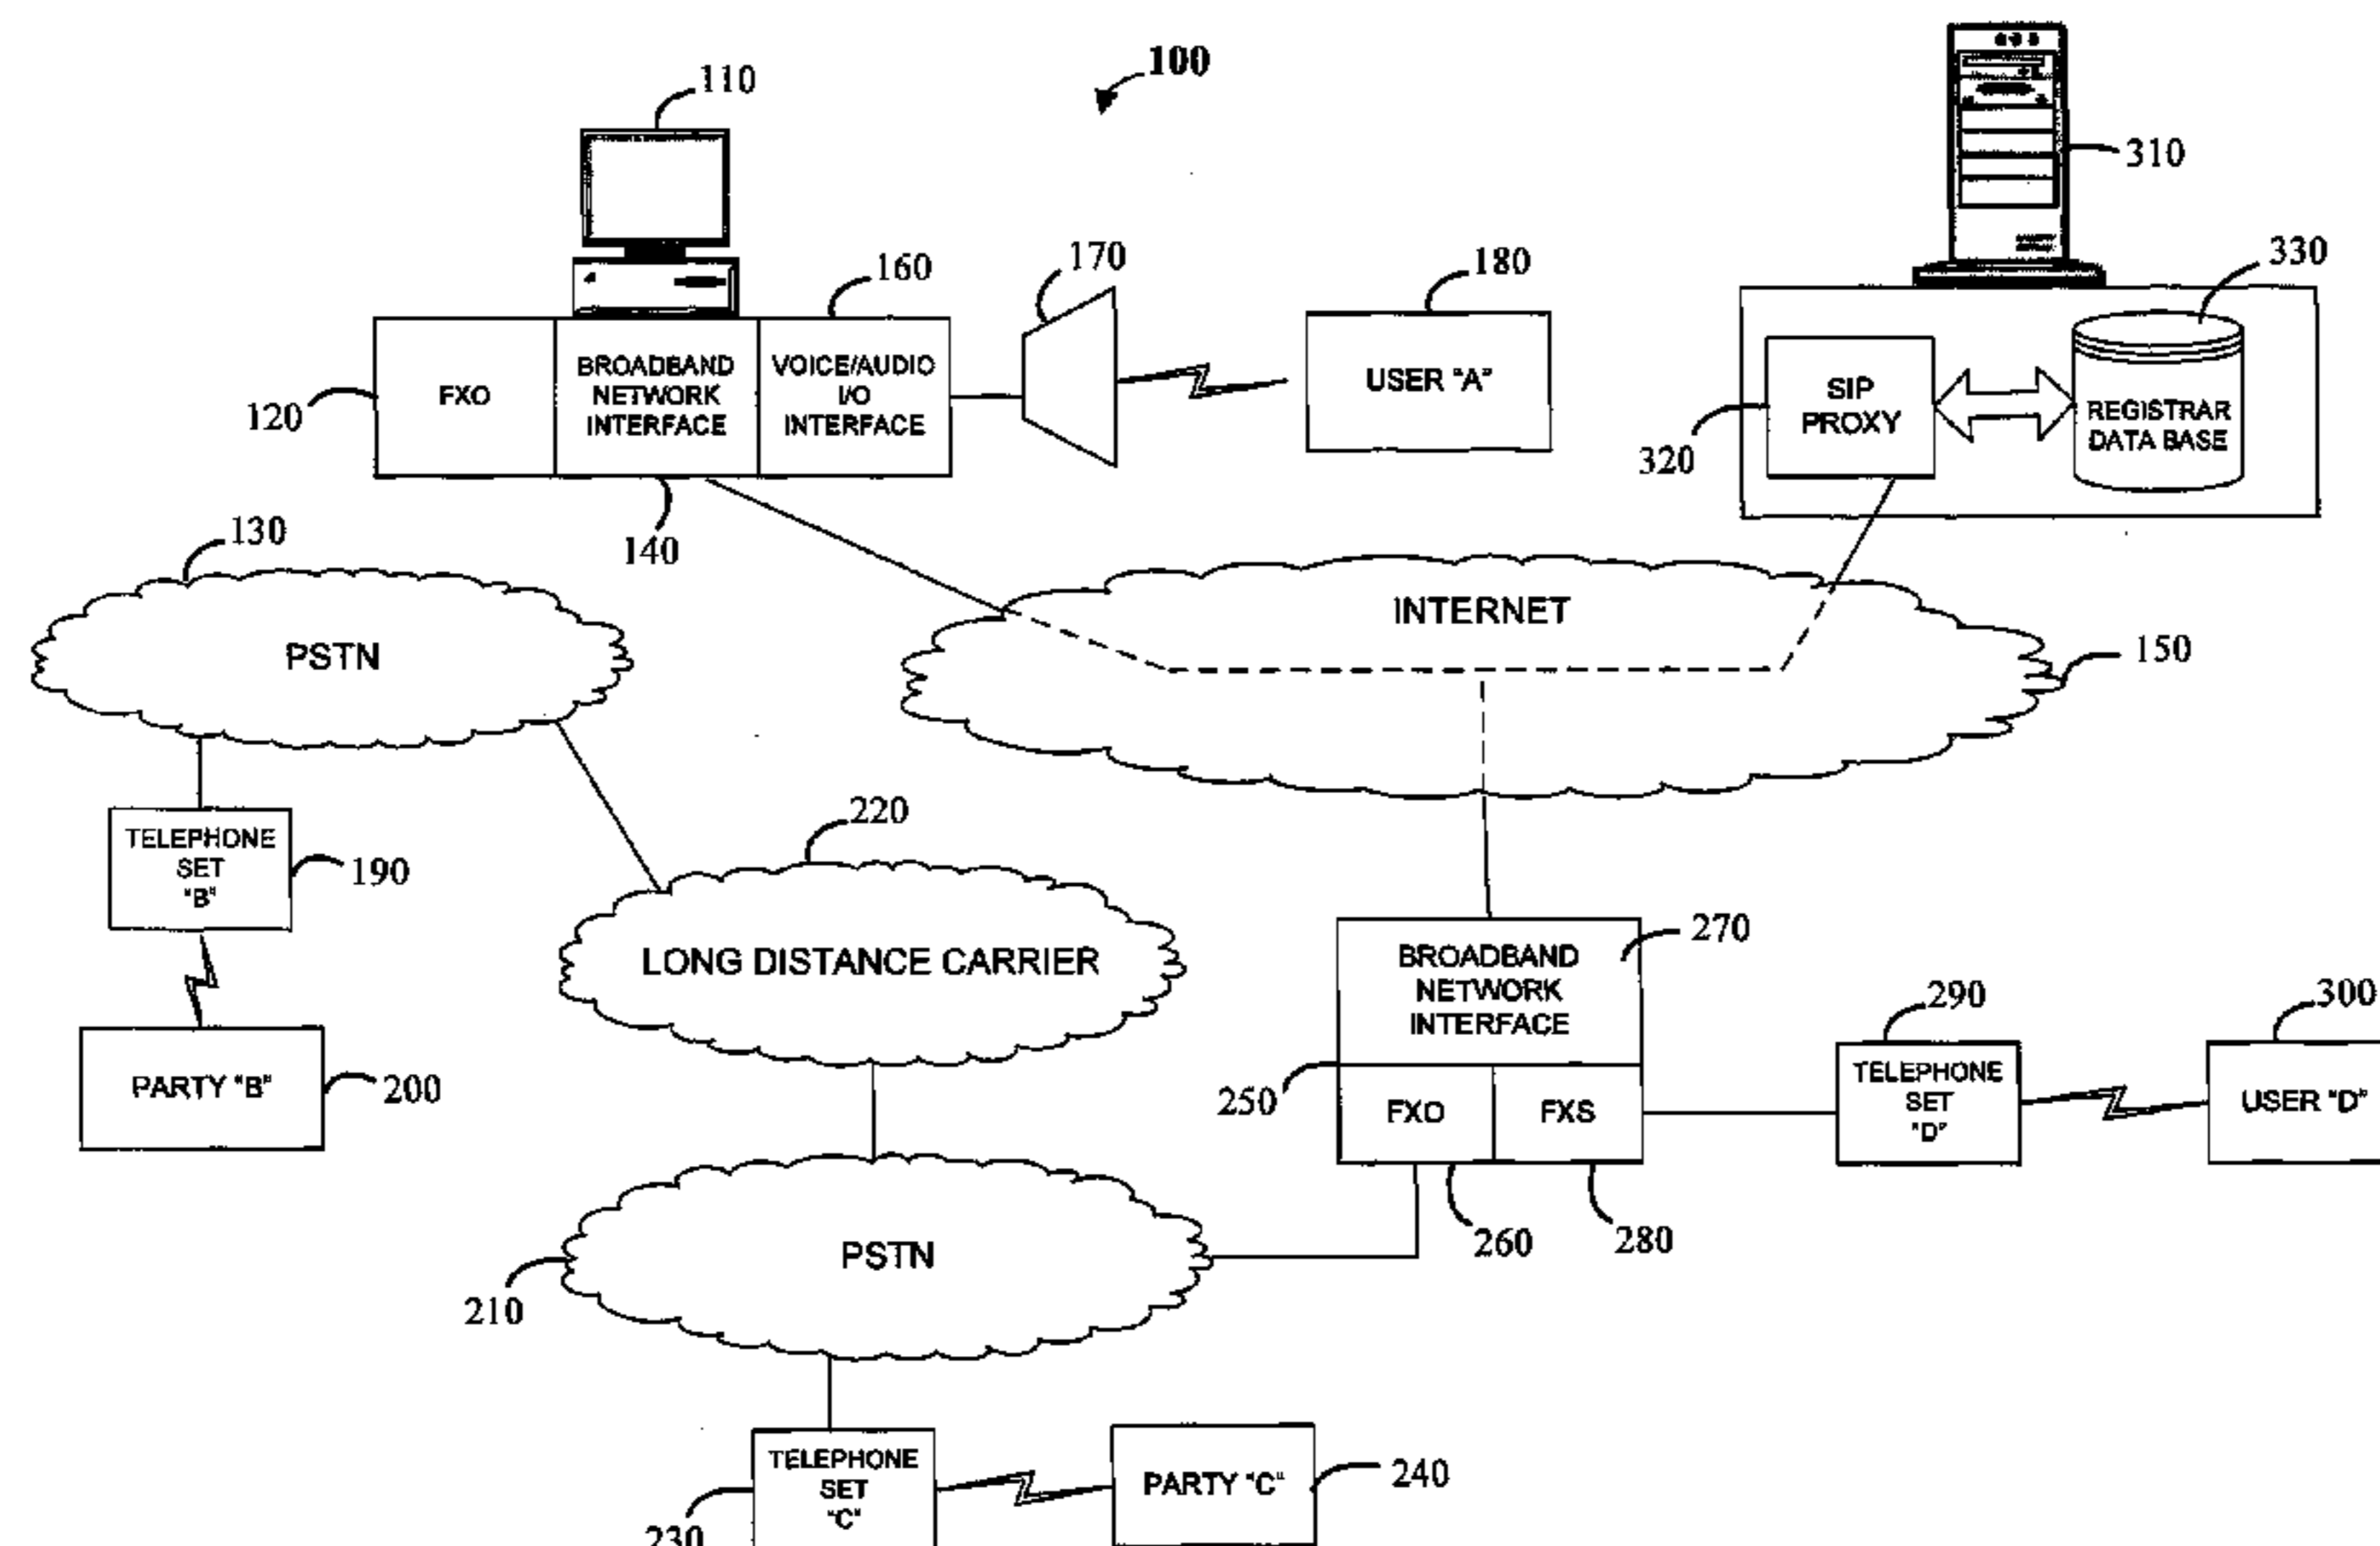 100
110
310
330
160
170
180
FXO
BROADBAND
NETWORK
INTERFACE
VOICE/AUDIO
I/O
INTERFACE
USER "A"
SIP
PROXY
REGISTRAR
DATA BASE
120
320
140
130
PSTN
INTERNET
150
220
TELEPHONE
SET
"B"
190
LONG DISTANCE CARRIER
BROADBAND
NETWORK
INTERFACE
270
290
300
PARTY "B"
200
250
FXO
FXS
TELEPHONE
SET
"D"
USER "D"
260
280
PSTN
210
TELEPHONE
SET
"C"
PARTY "C"
240
230